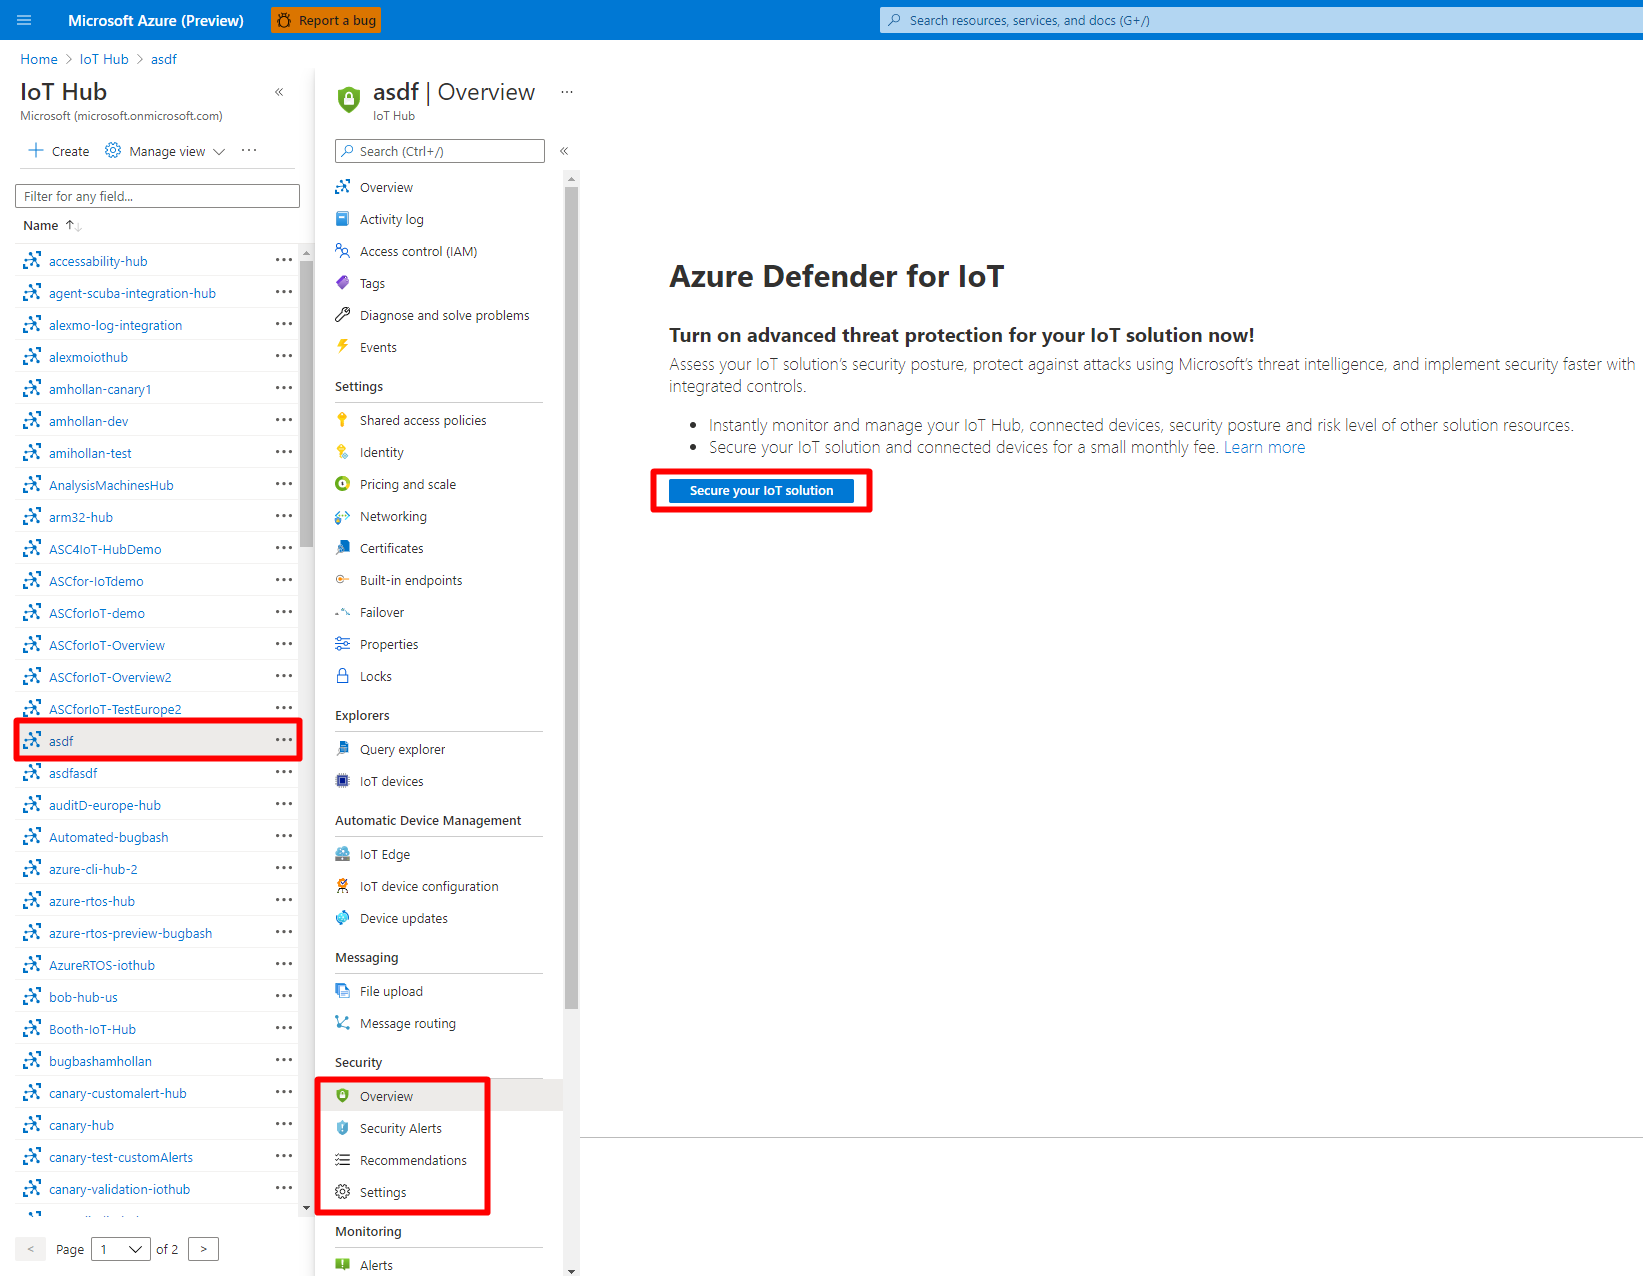 Microsoft Azure (Preview)
Report a bug
Search resources, services, and docs (G+/)
Home > IoT Hub > asdf
IoT Hub
«
Microsoft (microsoft.onmicrosoft.com)
+ Create
Manage view
...
Filter for any field...
Name ↑↓
accessability-hub
agent-scuba-integration-hub
alexmo-log-integration
alexmoiothub
amhollan-canary1
amhollan-dev
amihollan-test
AnalysisMachinesHub
arm32-hub
ASC4IoT-HubDemo
ASCfor-IoTdemo
ASCforIoT-demo
ASCforIoT-Overview
ASCforIoT-Overview2
ASCforIoT-TestEurope2
asdf
asdfasdf
auditD-europe-hub
Automated-bugbash
azure-cli-hub-2
azure-rtos-hub
azure-rtos-preview-bugbash
AzureRTOS-iothub
bob-hub-us
Booth-IoT-Hub
bugbashamhollan
canary-customalert-hub
canary-hub
canary-test-customAlerts
canary-validation-iothub
< Page 1 of 2 >
asdf | Overview
...
IoT Hub
Search (Ctrl+/)
«
Overview
Activity log
Access control (IAM)
Tags
Diagnose and solve problems
Events
Settings
Shared access policies
Identity
Pricing and scale
Networking
Certificates
Built-in endpoints
Failover
Properties
Locks
Explorers
Query explorer
IoT devices
Automatic Device Management
IoT Edge
IoT device configuration
Device updates
Messaging
File upload
Message routing
Security
Overview
Security Alerts
Recommendations
Settings
Monitoring
Alerts
Azure Defender for IoT
Turn on advanced threat protection for your IoT solution now!
Assess your IoT solution's security posture, protect against attacks using Microsoft's threat intelligence, and implement security faster with
integrated controls.
• Instantly monitor and manage your IoT Hub, connected devices, security posture and risk level of other solution resources.
• Secure your IoT solution and connected devices for a small monthly fee. Learn more
Secure your IoT solution